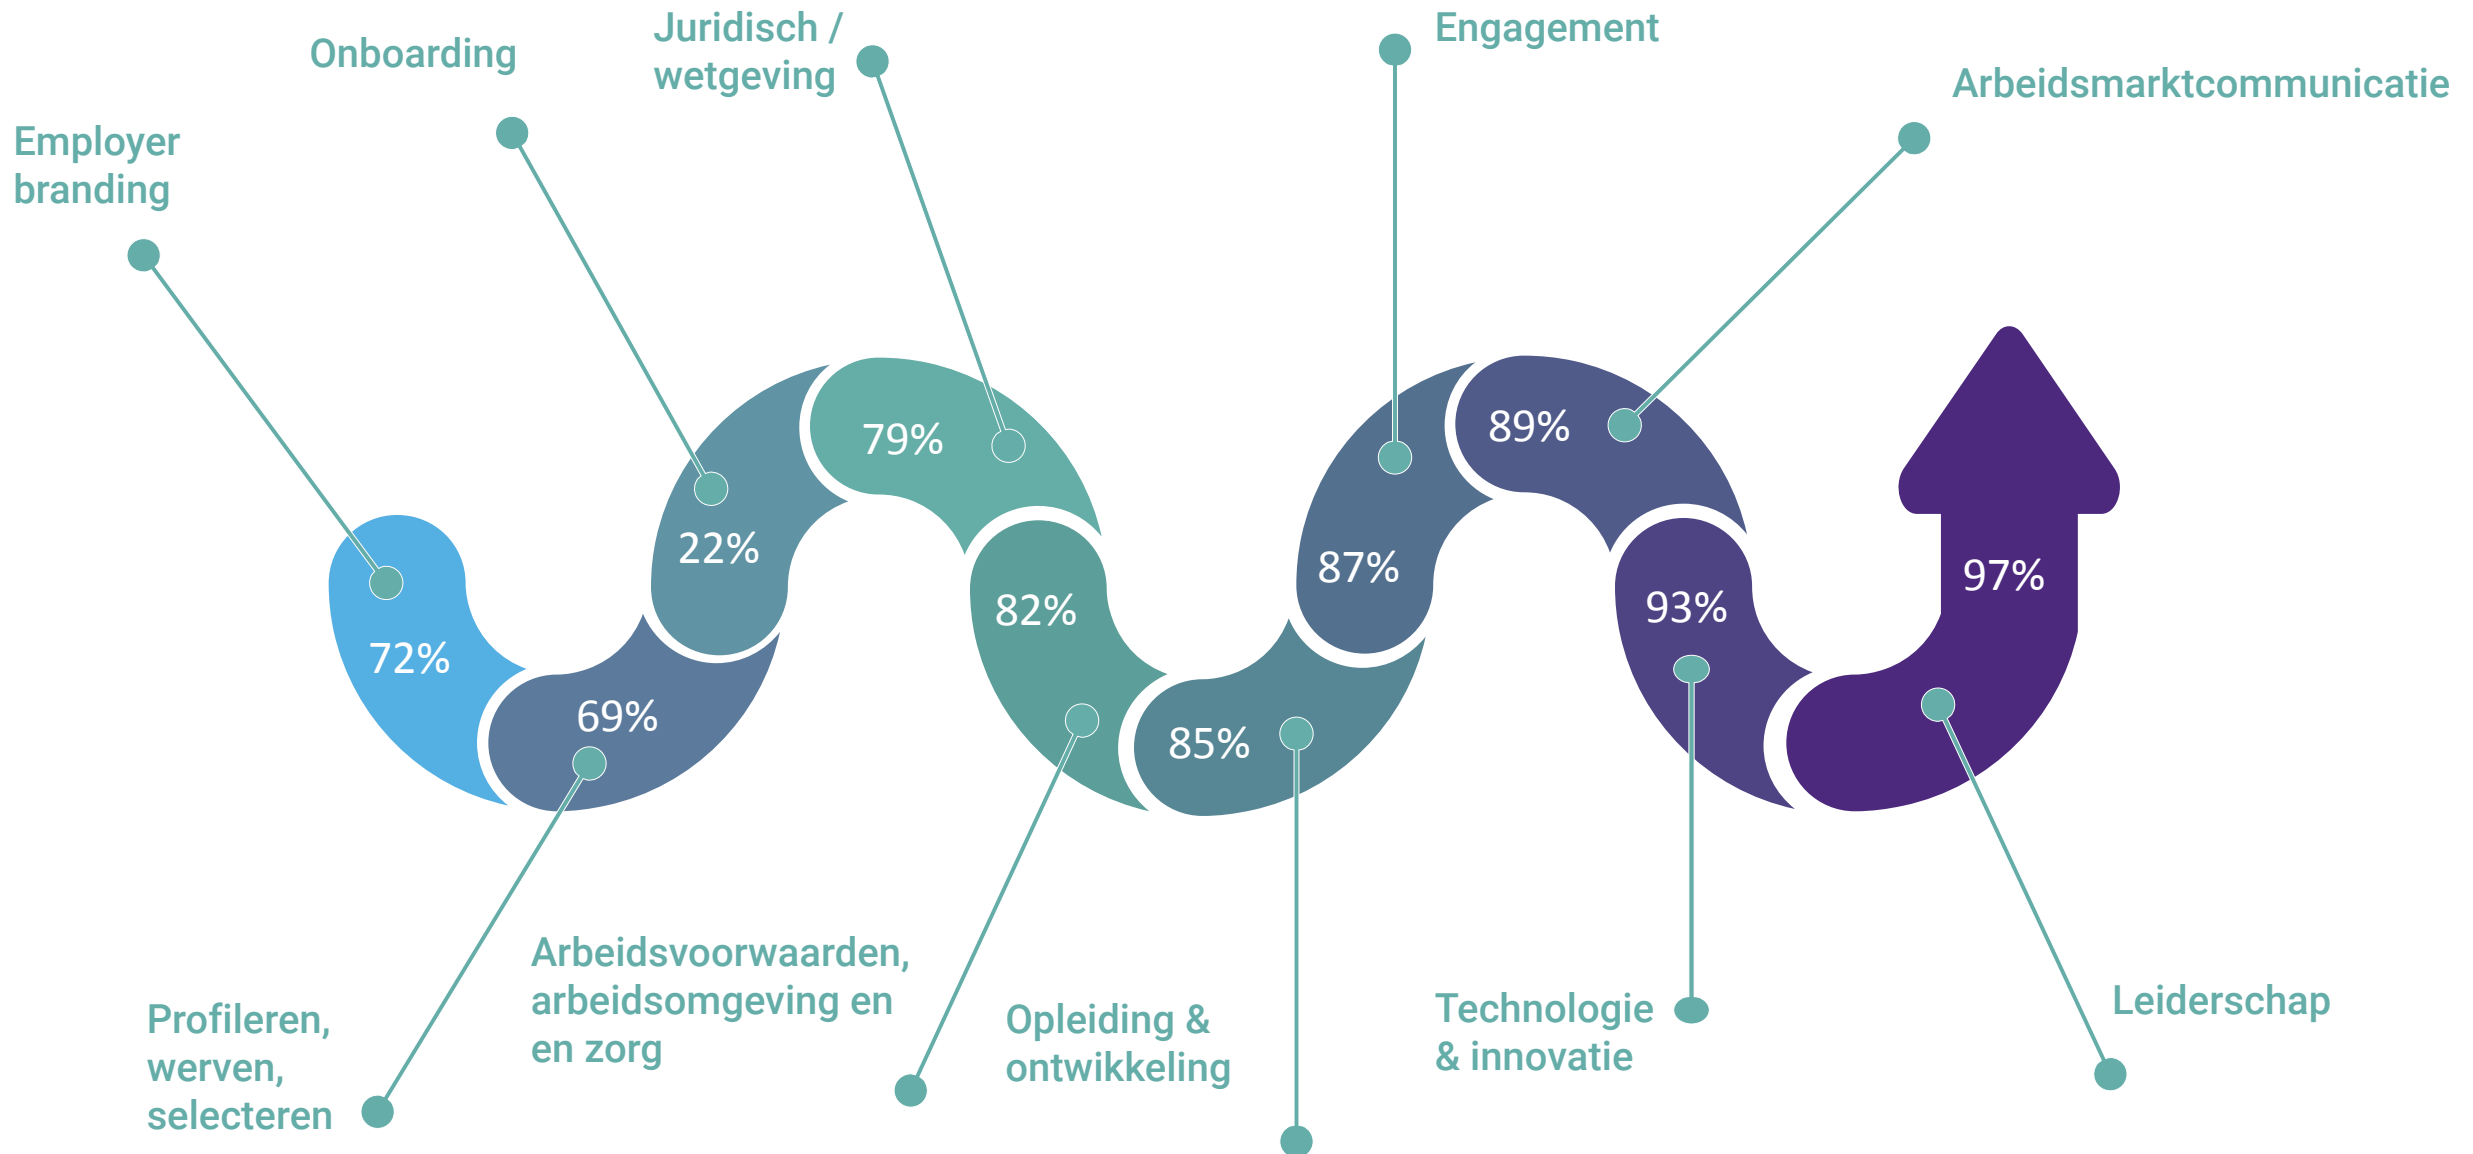 Juridisch /
wetgeving
Engagement
Onboarding
Arbeidsmarktcommunicatie
Employer
branding
79%
89%
22%
87%
97%
82%
93%
72%
69%
85%
Arbeidsvoorwaarden,
arbeidsomgeving en
en zorg
Profileren,
werven,
selecteren
Opleiding &
ontwikkeling
Technologie
& innovatie
Leiderschap